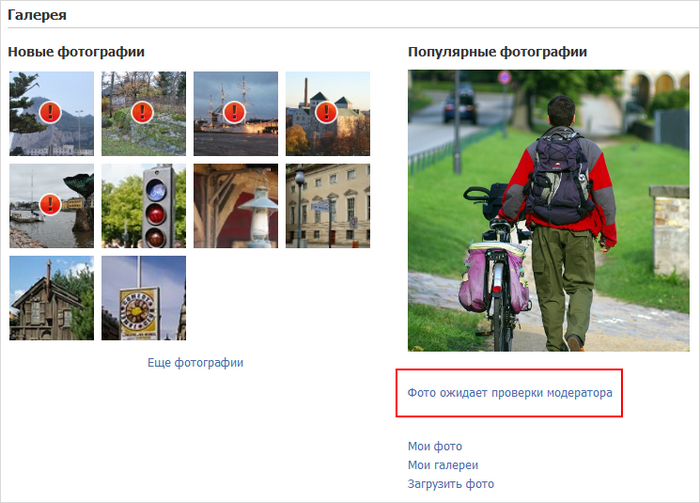 Галерея
Новые фотографии
Еще фотографии
Популярные фотографии
Фото ожидает проверки модератора
Мои фото
Мои галереи
Загрузить фото